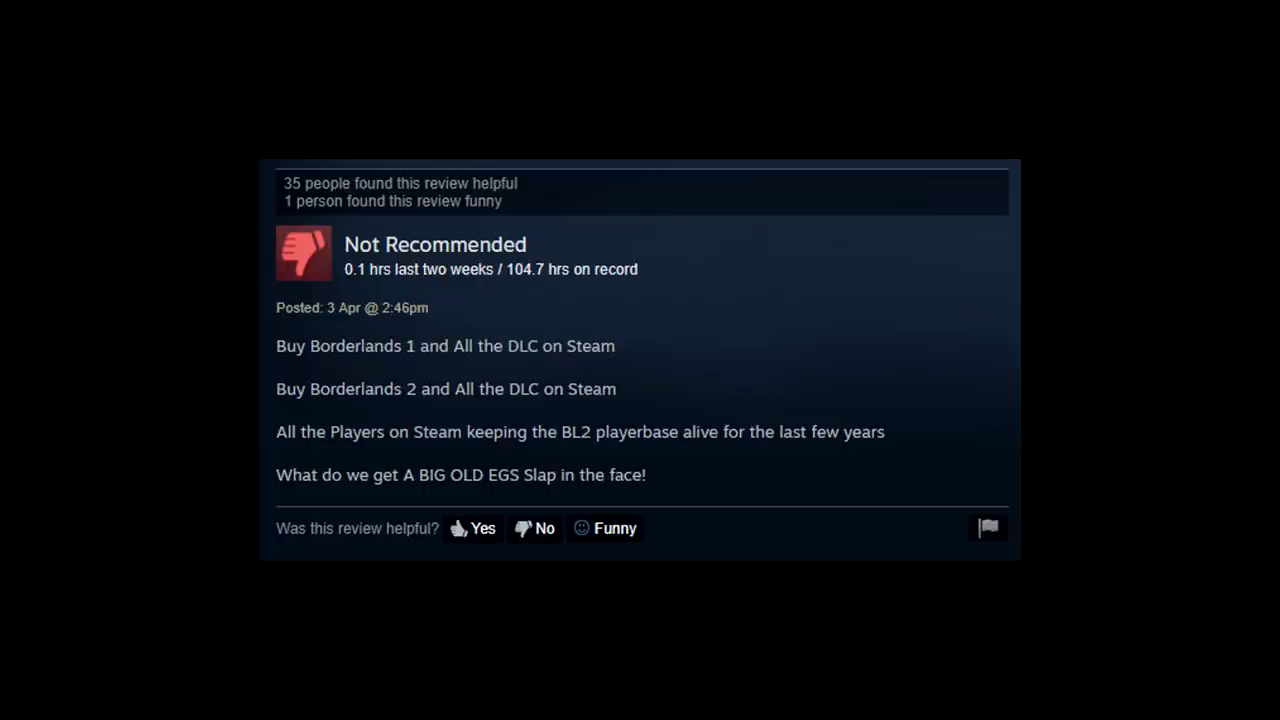 35 people found this review helpful
1 person found this review funny
Not Recommended
0.1 hrs last two weeks / 104.7 hrs on record
Posted: 3 Apr @ 2:46pm
Buy Borderlands 1 and All the DLC on Steam
Buy Borderlands 2 and All the DLC on Steam
All the Players on Steam keeping the BL2 playerbase alive for the last few years
What do we get A BIG OLD EGS Slap in the face!
Was this review helpful? Yes No Funny